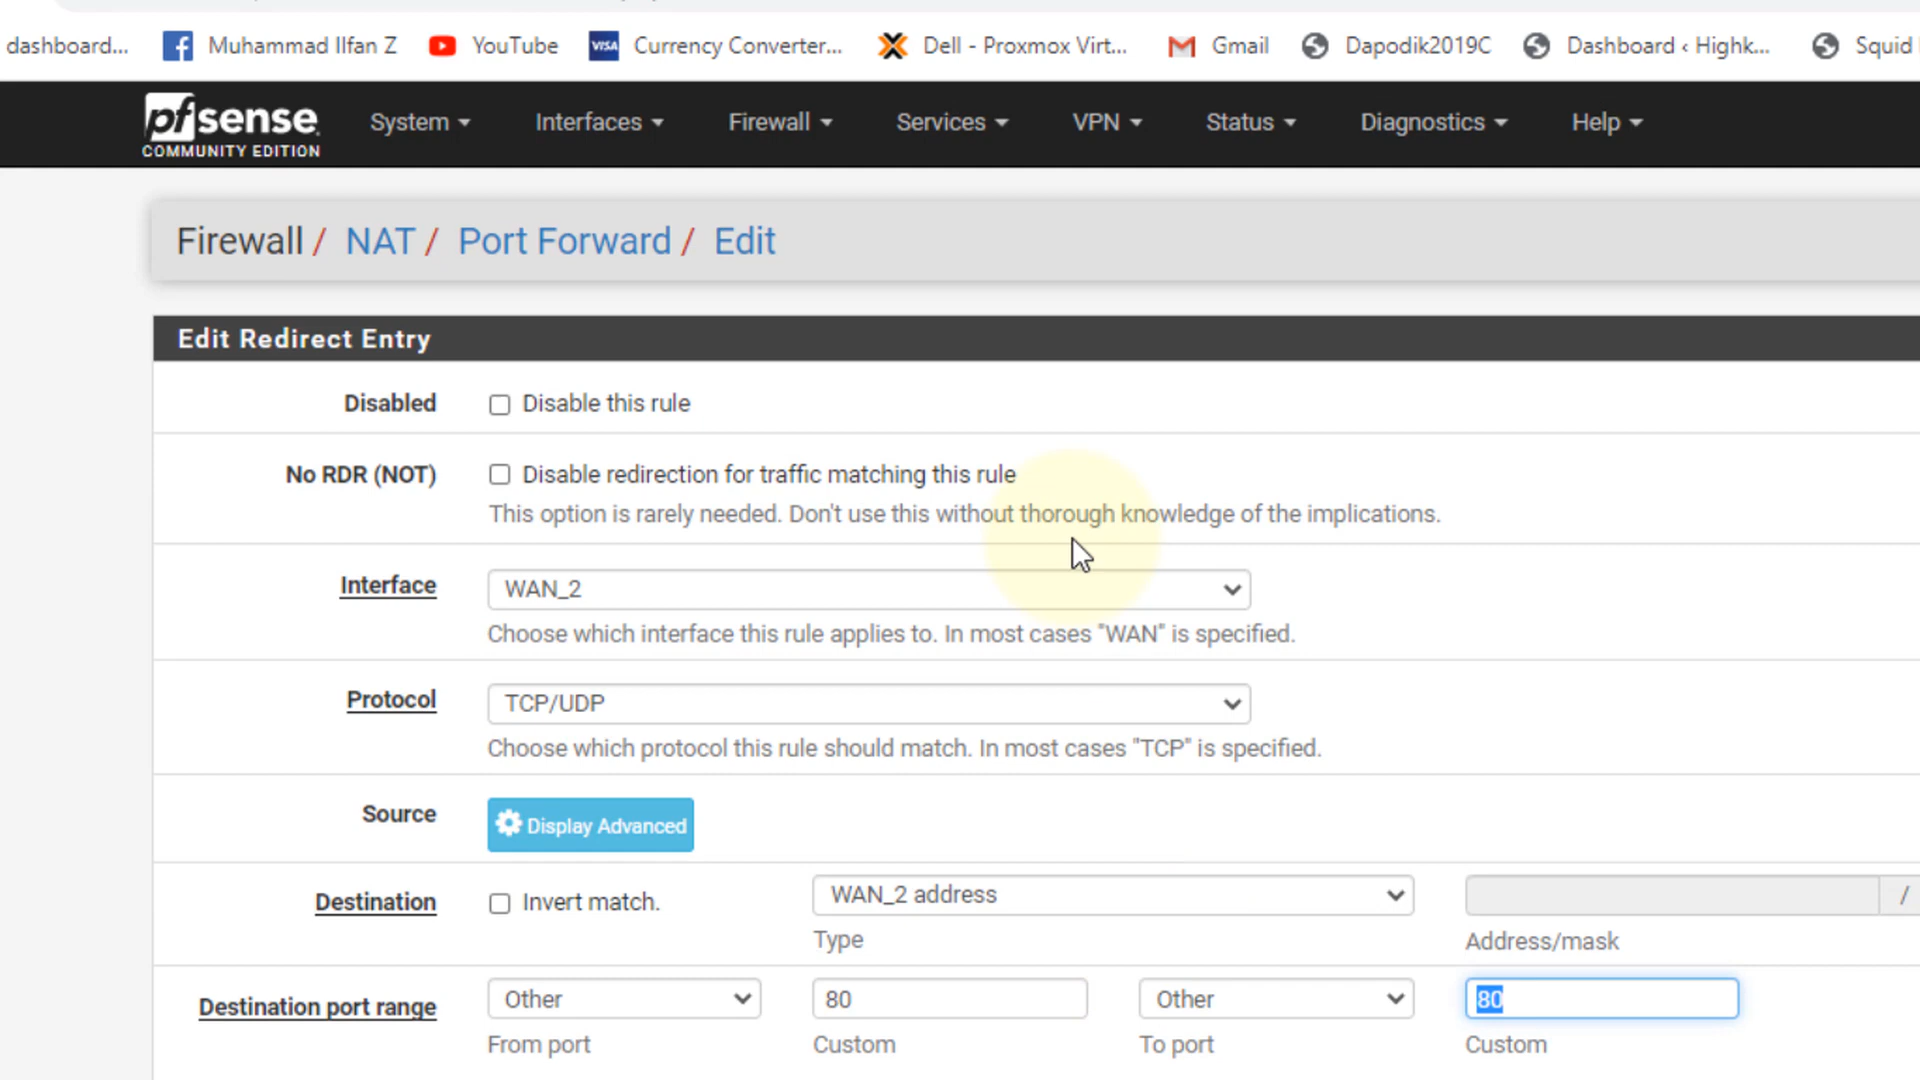 dashboard... Muhammad Ilfan Z YouTube VISA Currency Converter... Dell - Proxmox Virt... Gmail Dapodik2019C Dashboard ‹ Highk... Squid
pfsense COMMUNITY EDITION System Interfaces Firewall Services VPN Status Diagnostics Help
Firewall / NAT / Port Forward / Edit
Edit Redirect Entry
Disabled Disable this rule
No RDR (NOT) Disable redirection for traffic matching this rule
This option is rarely needed. Don't use this without thorough knowledge of the implications.
Interface WAN_2
Choose which interface this rule applies to. In most cases "WAN" is specified.
Protocol TCP/UDP
Choose which protocol this rule should match. In most cases "TCP" is specified.
Source Display Advanced
Destination Invert match. WAN_2 address /
Type Address/mask
Destination port range Other 80 Other 80
From port Custom To port Custom